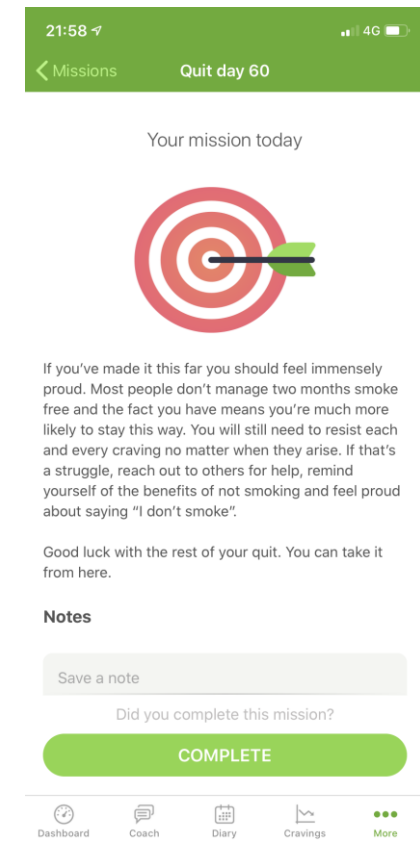 21:58 4G
Missions Quit day 60
Your mission today
If you’ve made it this far you should feel immensely
proud. Most people don’t manage two months smoke
free and the fact you have means you’re much more
likely to stay this way. You will still need to resist each
and every craving no matter when they arise. If that’s
a struggle, reach out to others for help, remind
yourself of the benefits of not smoking and feel proud
about saying “I don’t smoke”.
Good luck with the rest of your quit. You can take it
from here.
Notes
Save a note
Did you complete this mission?
COMPLETE
Dashboard Coach Diary Cravings More